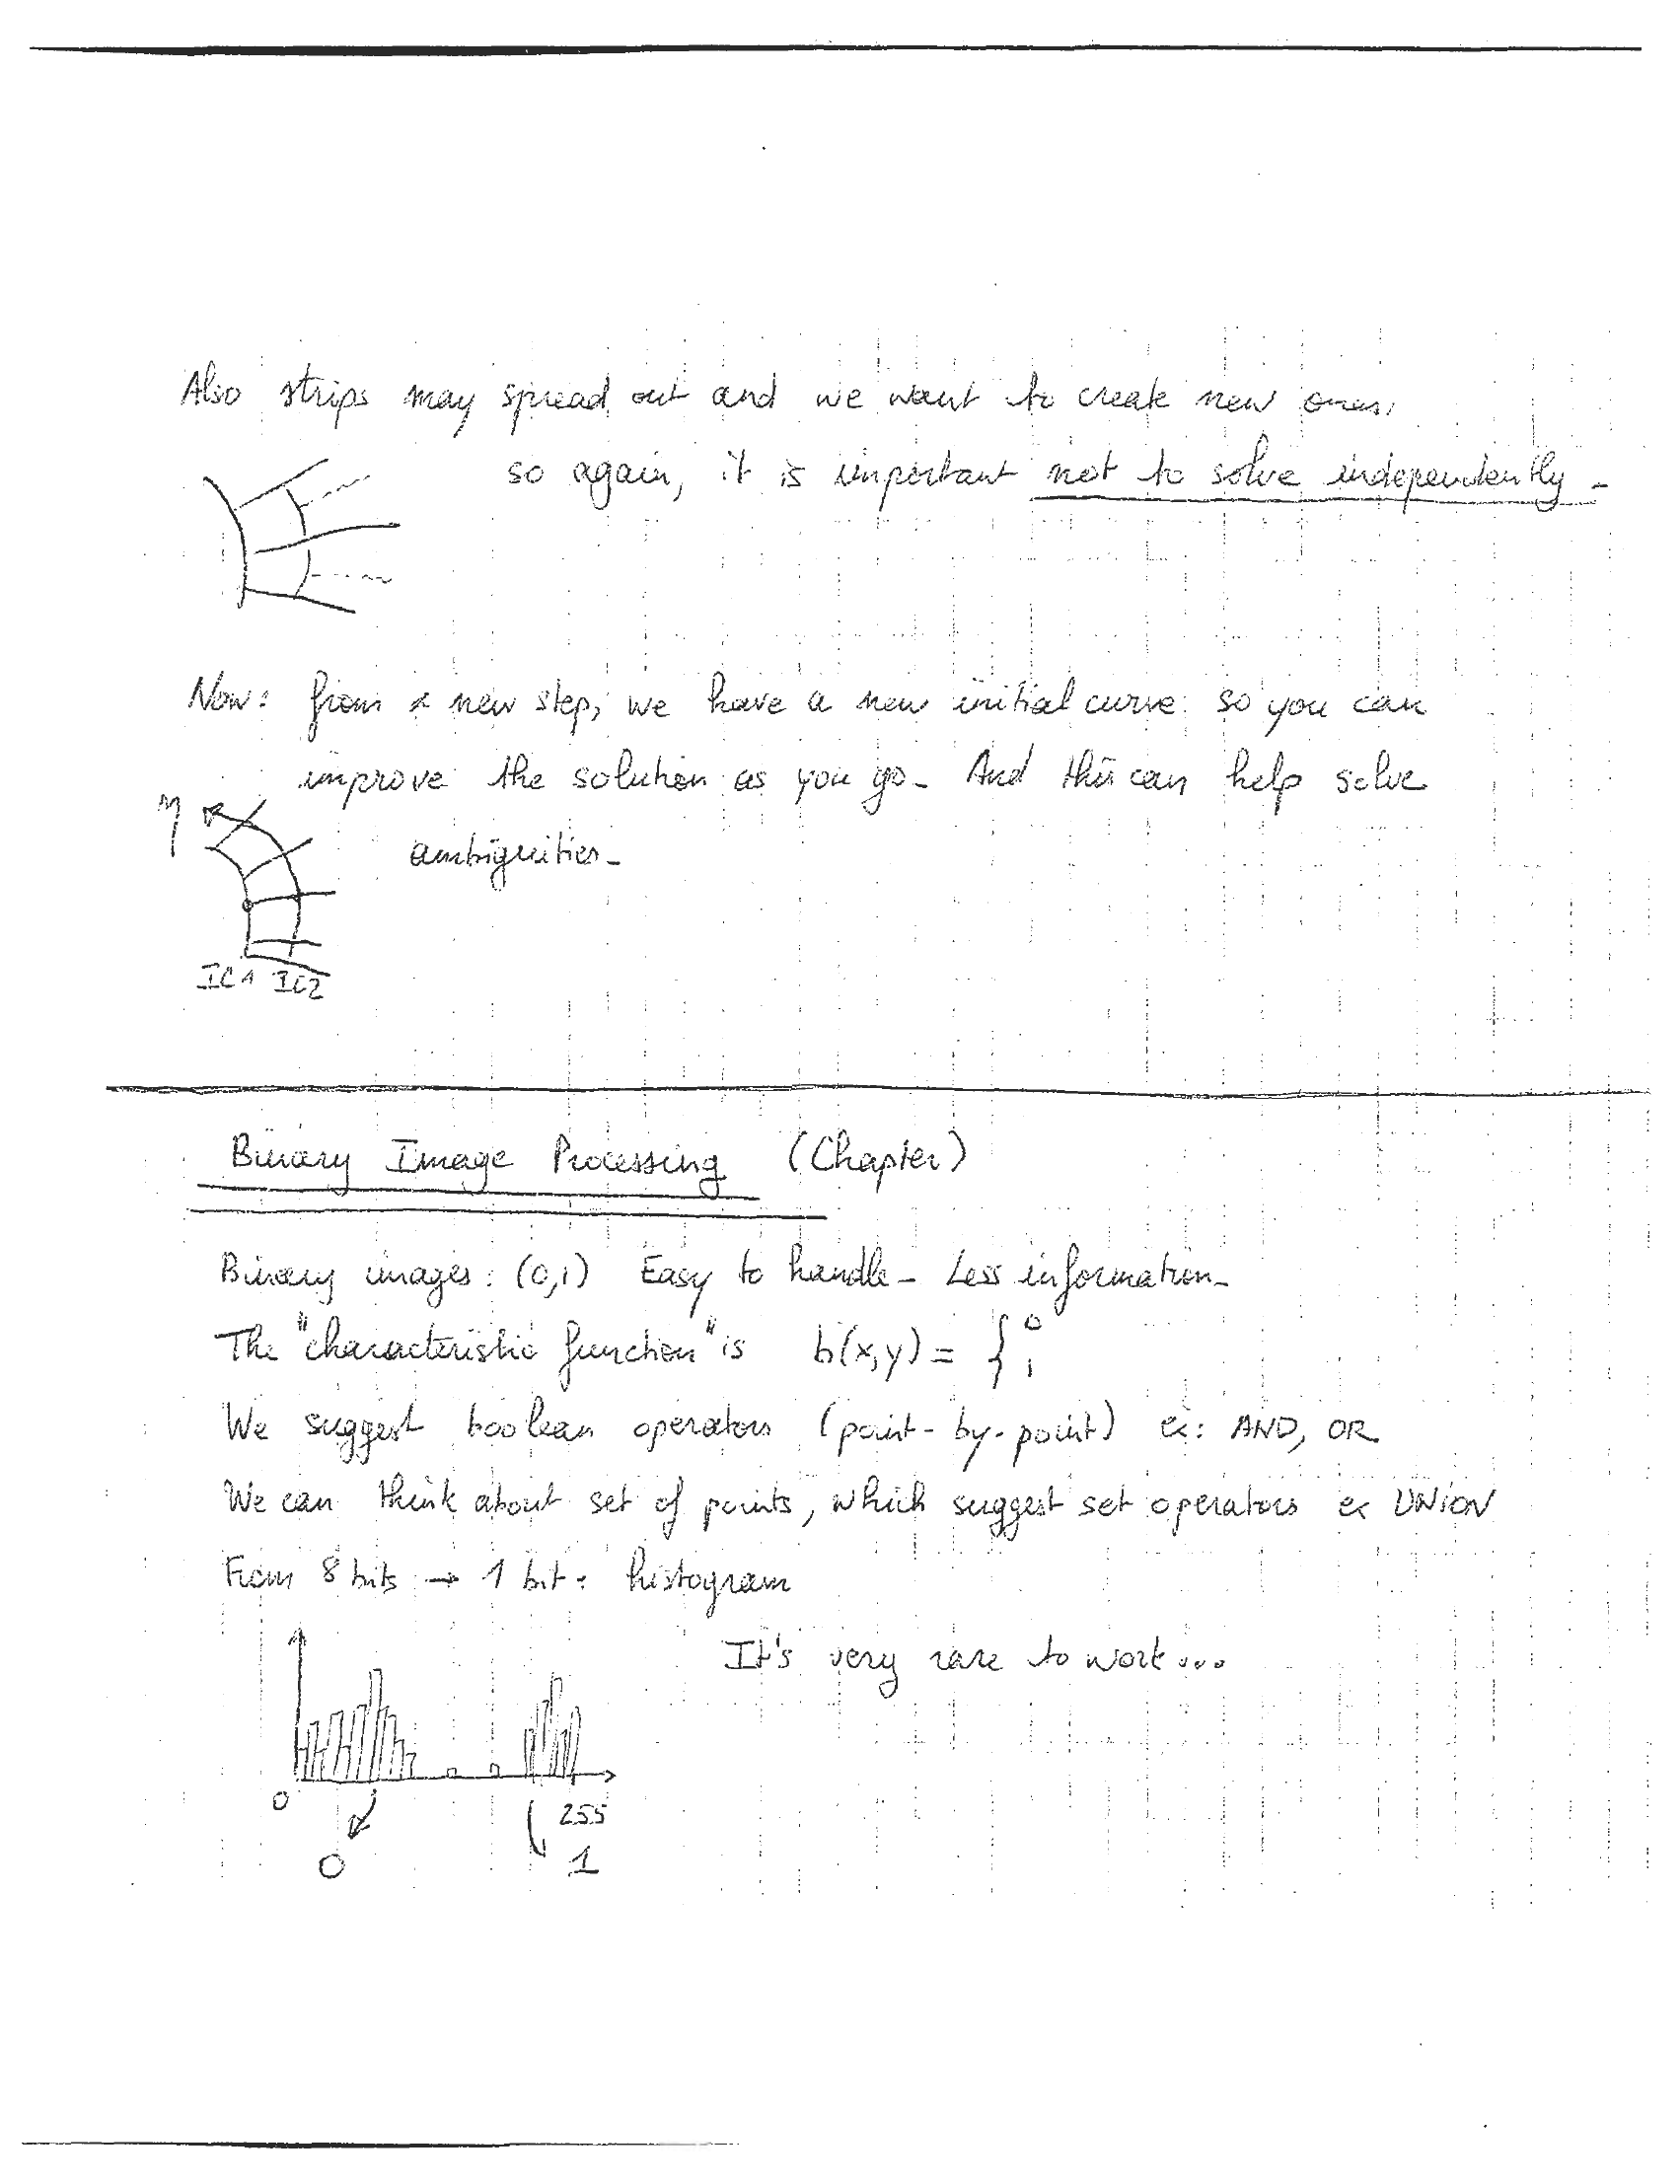 Also strips may spread out and we want to create new ones,
so again, it is important not to solve independently -
Now: from a new step, we have a new initial curve: so you can
improve the solution as you go - And this can help solve
η
ambiguities -
IC1 IC2
Binary Image Processing (Chapter)
Binary images: (0,1) Easy to handle - Less information -
The "characteristic function" is b(x,y) = { 0 1
We suggest boolean operators (point-by-point) ex: AND, OR
We can think about set of points, which suggest set operators ex UNION
From 8 bits → 1 bit: histogram
It's very rare to work...
0 255
0 1